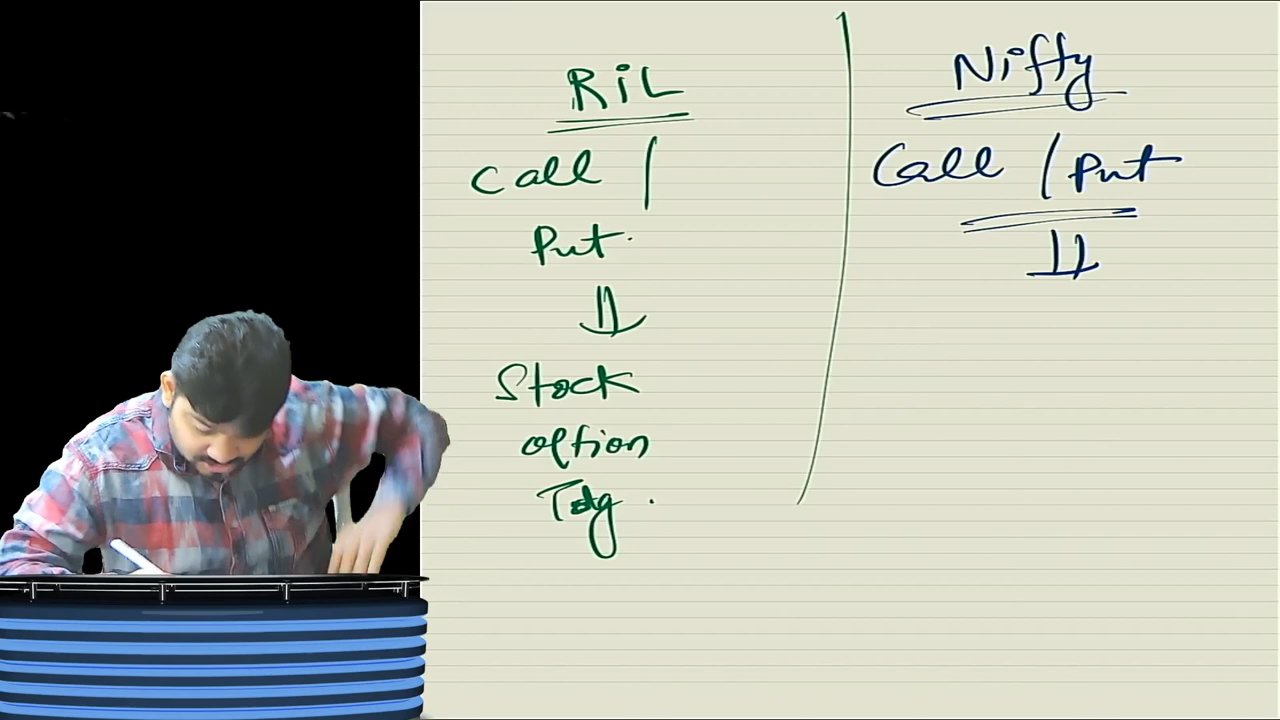 RiL
Call /
Put.
Stock
option
Tdg.
Nifty
Call / Put